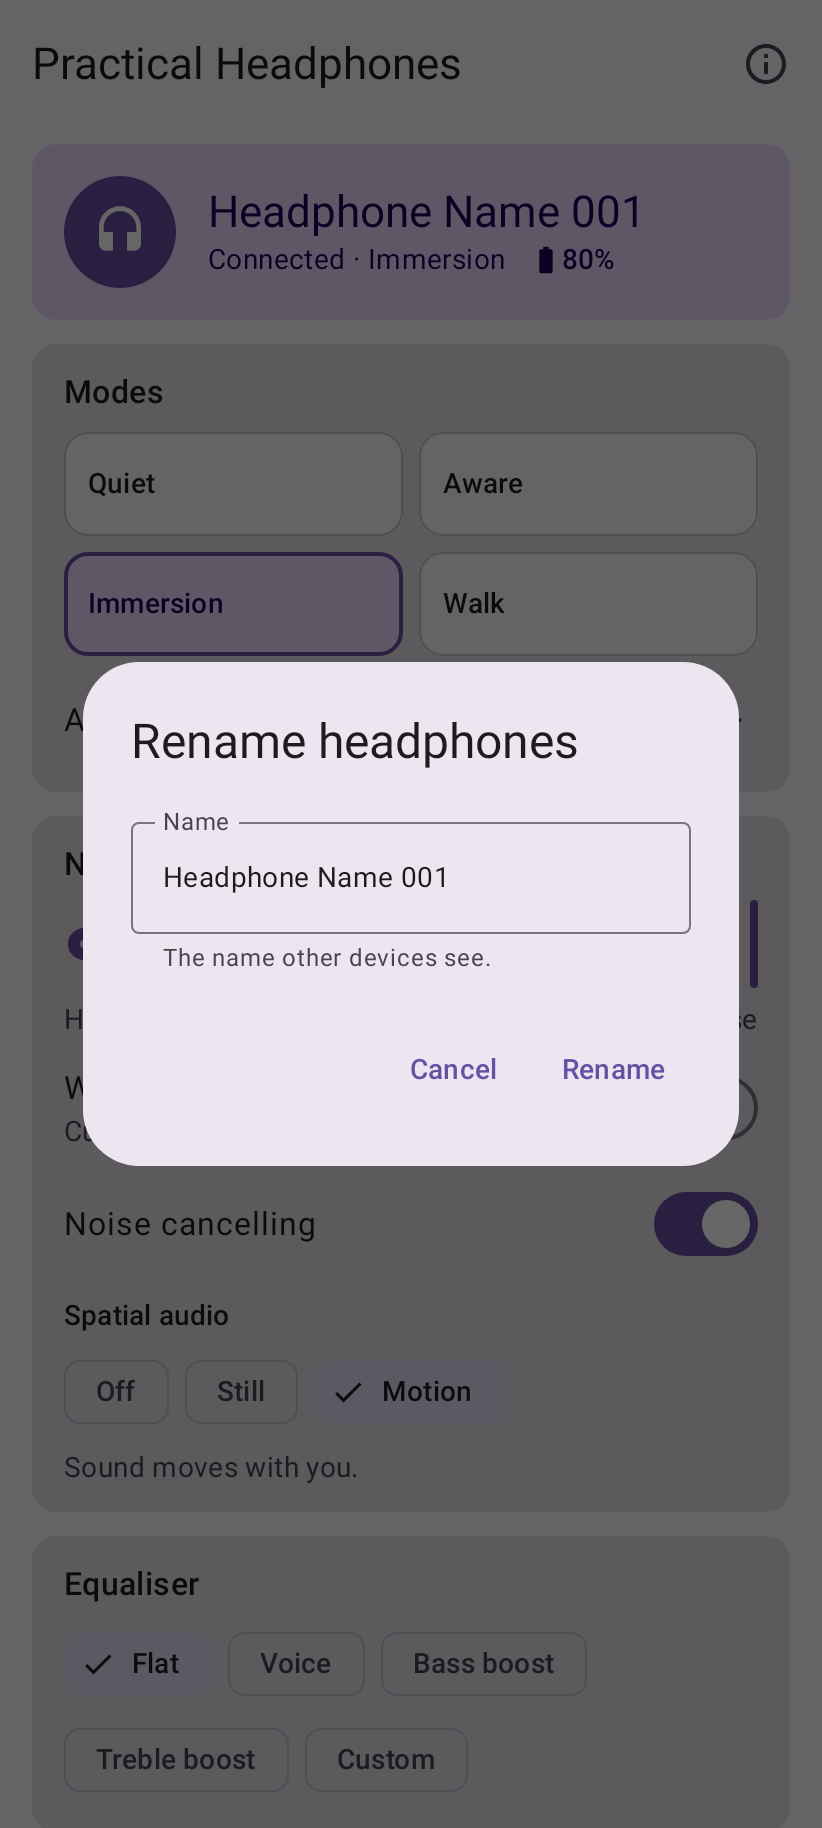 Practical Headphones
Headphone Name 001
Connected · Immersion 80%
Modes
Quiet
Aware
Immersion
Walk
Rename headphones
Name
Headphone Name 001
The name other devices see.
Cancel
Rename
Noise cancelling
Spatial audio
Off
Still
Motion
Sound moves with you.
Equaliser
Flat
Voice
Bass boost
Treble boost
Custom